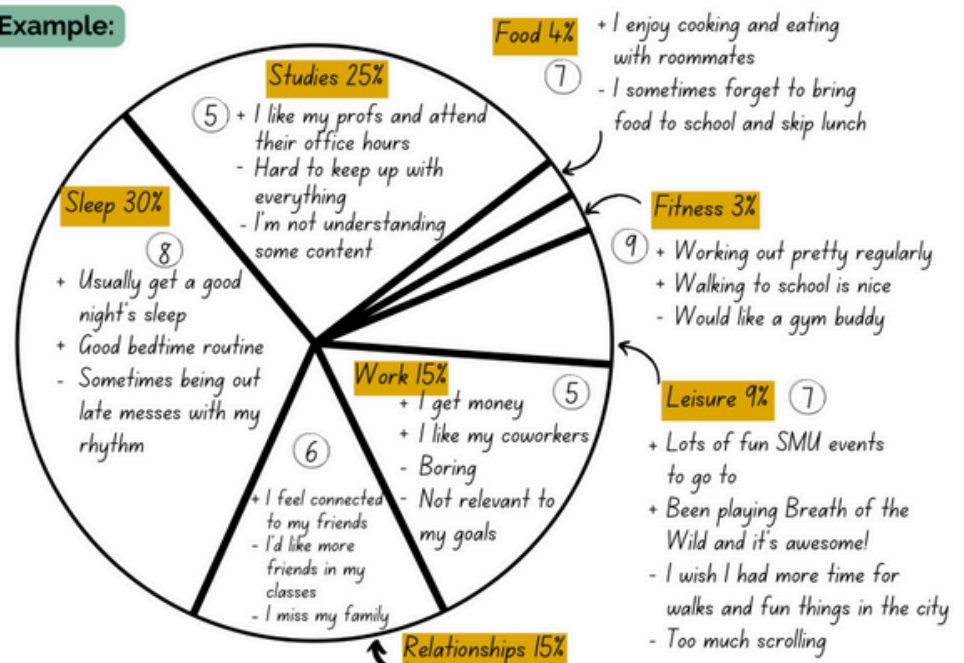 Example:
Studies 25%
5
+ I like my profs and attend
their office hours
- Hard to keep up with
everything
- I'm not understanding
some content
Food 4%
7
+ I enjoy cooking and eating
with roommates
- I sometimes forget to bring
food to school and skip lunch
Fitness 3%
9
+ Working out pretty regularly
+ Walking to school is nice
- Would like a gym buddy
Leisure 9%
7
+ Lots of fun SMU events
to go to
+ Been playing Breath of the
Wild and it's awesome!
- I wish I had more time for
walks and fun things in the city
- Too much scrolling
Work 15%
5
+ I get money
+ I like my coworkers
- Boring
- Not relevant to
my goals
Relationships 15%
6
+ I feel connected
to my friends
- I'd like more
friends in my
classes
- I miss my family
Sleep 30%
8
+ Usually get a good
night's sleep
+ Good bedtime routine
- Sometimes being out
late messes with my
rhythm